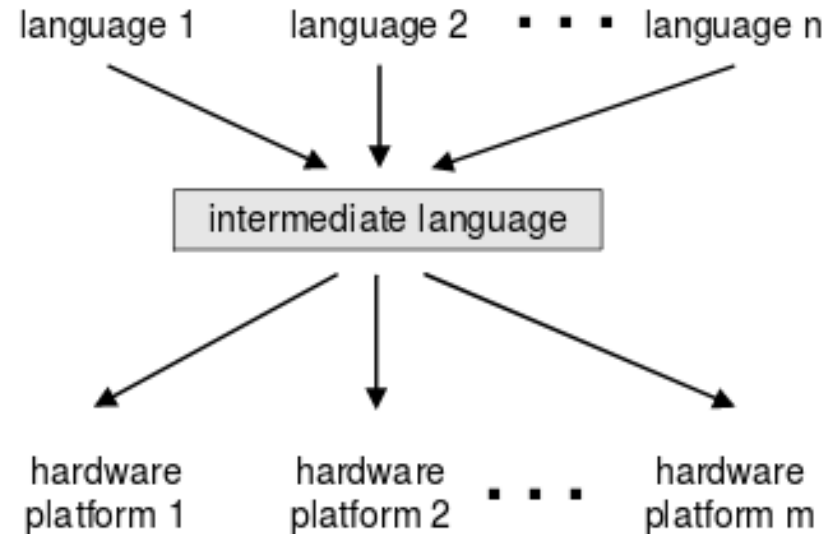 language 1 language 2 ... language n
intermediate language
hardware hardware hardware
platform 1 platform 2 ... platform m